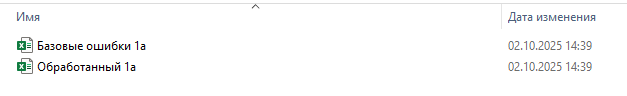 Имя Дата изменения
Базовые ошибки 1а 02.10.2025 14:39
Обработанный 1а 02.10.2025 14:39